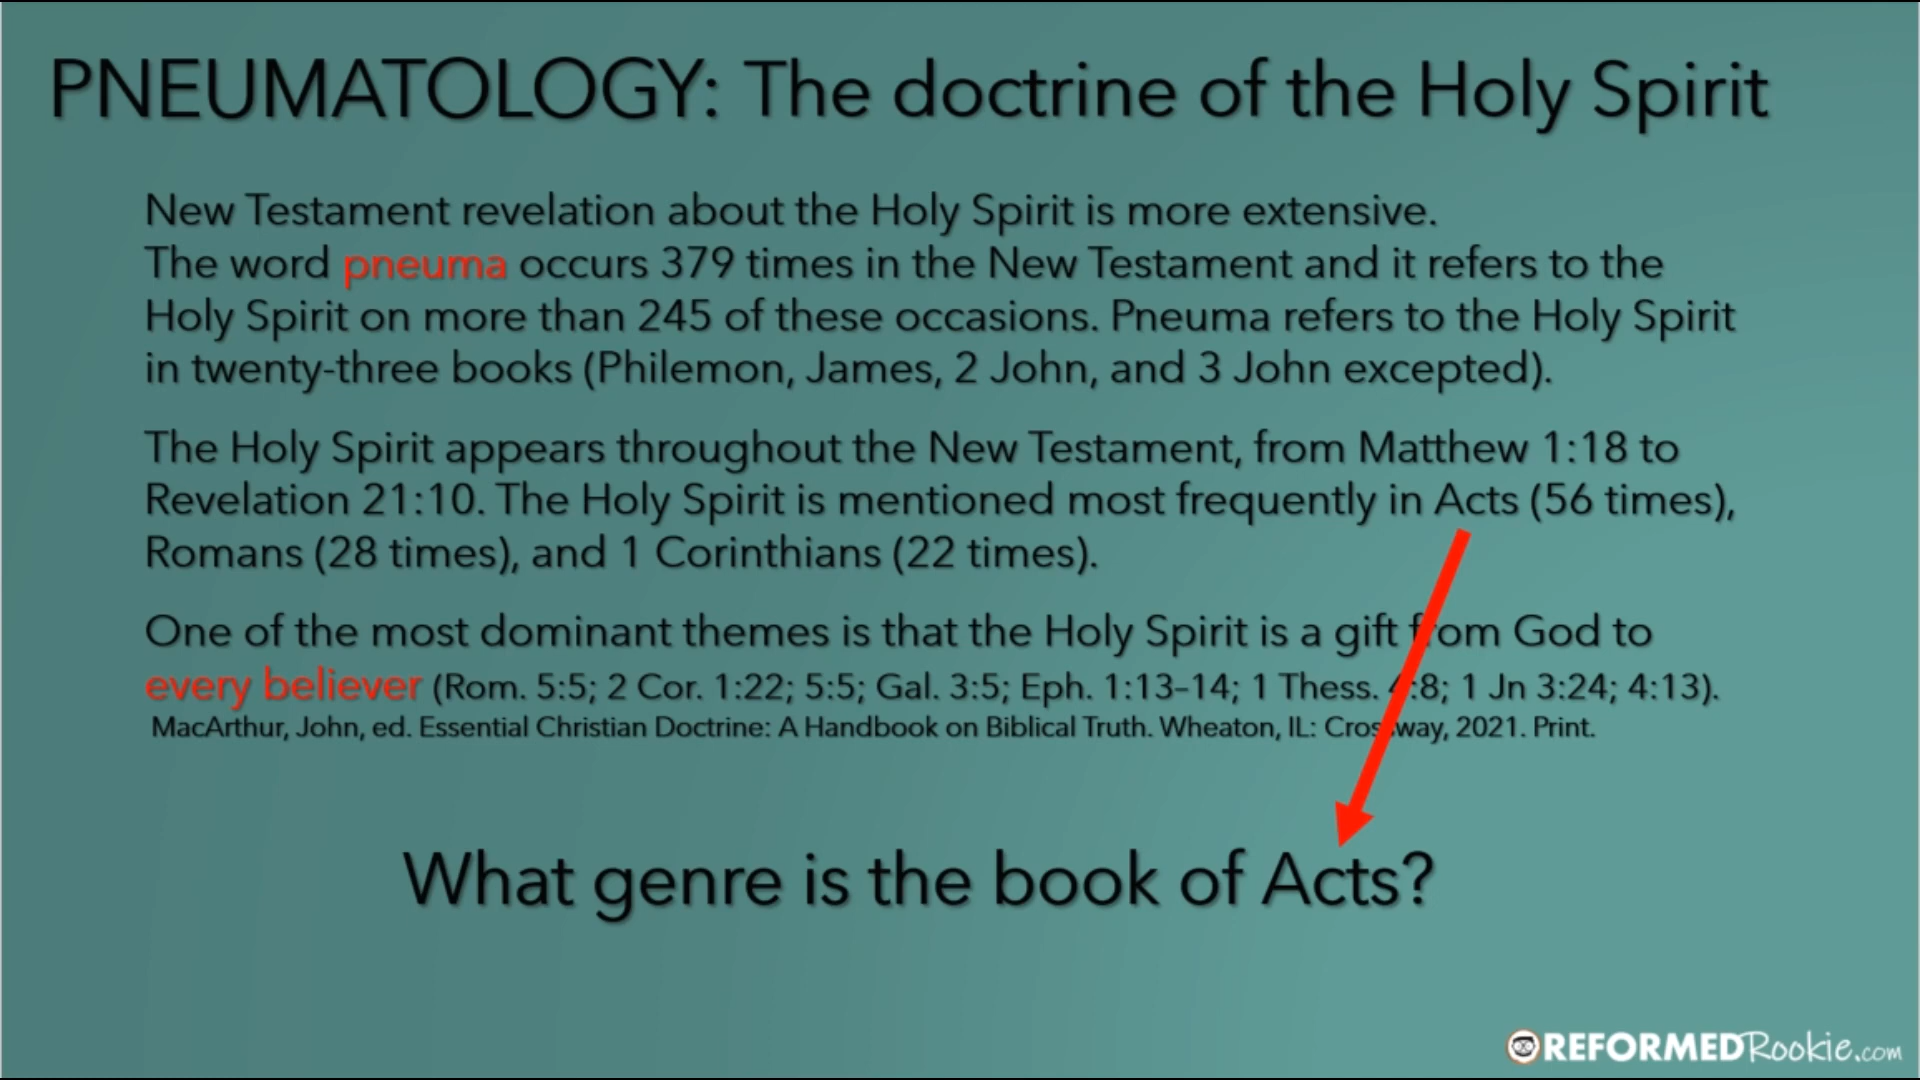 PNEUMATOLOGY: The doctrine of the Holy Spirit
New Testament revelation about the Holy Spirit is more extensive.
The word pneuma occurs 379 times in the New Testament and it refers to the
Holy Spirit on more than 245 of these occasions. Pneuma refers to the Holy Spirit
in twenty-three books (Philemon, James, 2 John, and 3 John excepted).
The Holy Spirit appears throughout the New Testament, from Matthew 1:18 to
Revelation 21:10. The Holy Spirit is mentioned most frequently in Acts (56 times),
Romans (28 times), and 1 Corinthians (22 times).
One of the most dominant themes is that the Holy Spirit is a gift from God to
every believer (Rom. 5:5; 2 Cor. 1:22; 5:5; Gal. 3:5; Eph. 1:13–14; 1 Thess. 4:8; 1 Jn 3:24; 4:13).
MacArthur, John, ed. Essential Christian Doctrine: A Handbook on Biblical Truth. Wheaton, IL: Crossway, 2021. Print.
What genre is the book of Acts?
REFORMEDRookie.com